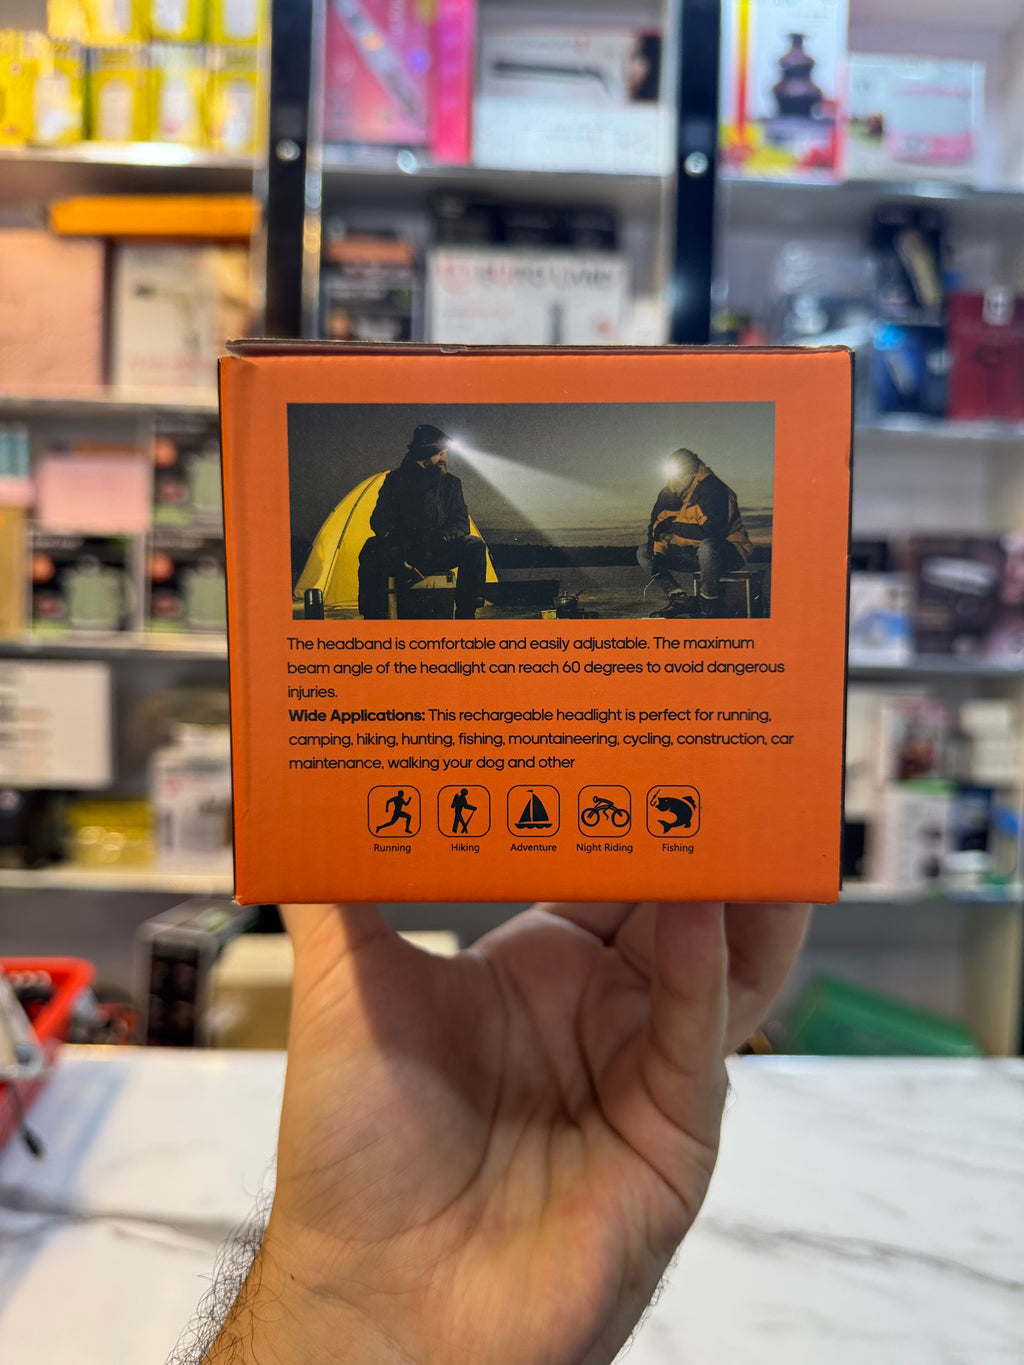 The headband is comfortable and easily adjustable. The maximum
beam angle of the headlight can reach 60 degrees to avoid dangerous
injuries.
Wide Applications: This rechargeable headlight is perfect for running,
camping, hiking, hunting, fishing, mountaineering, cycling, construction, car
maintenance, walking your dog and other
Running Hiking Adventure Night Riding Fishing